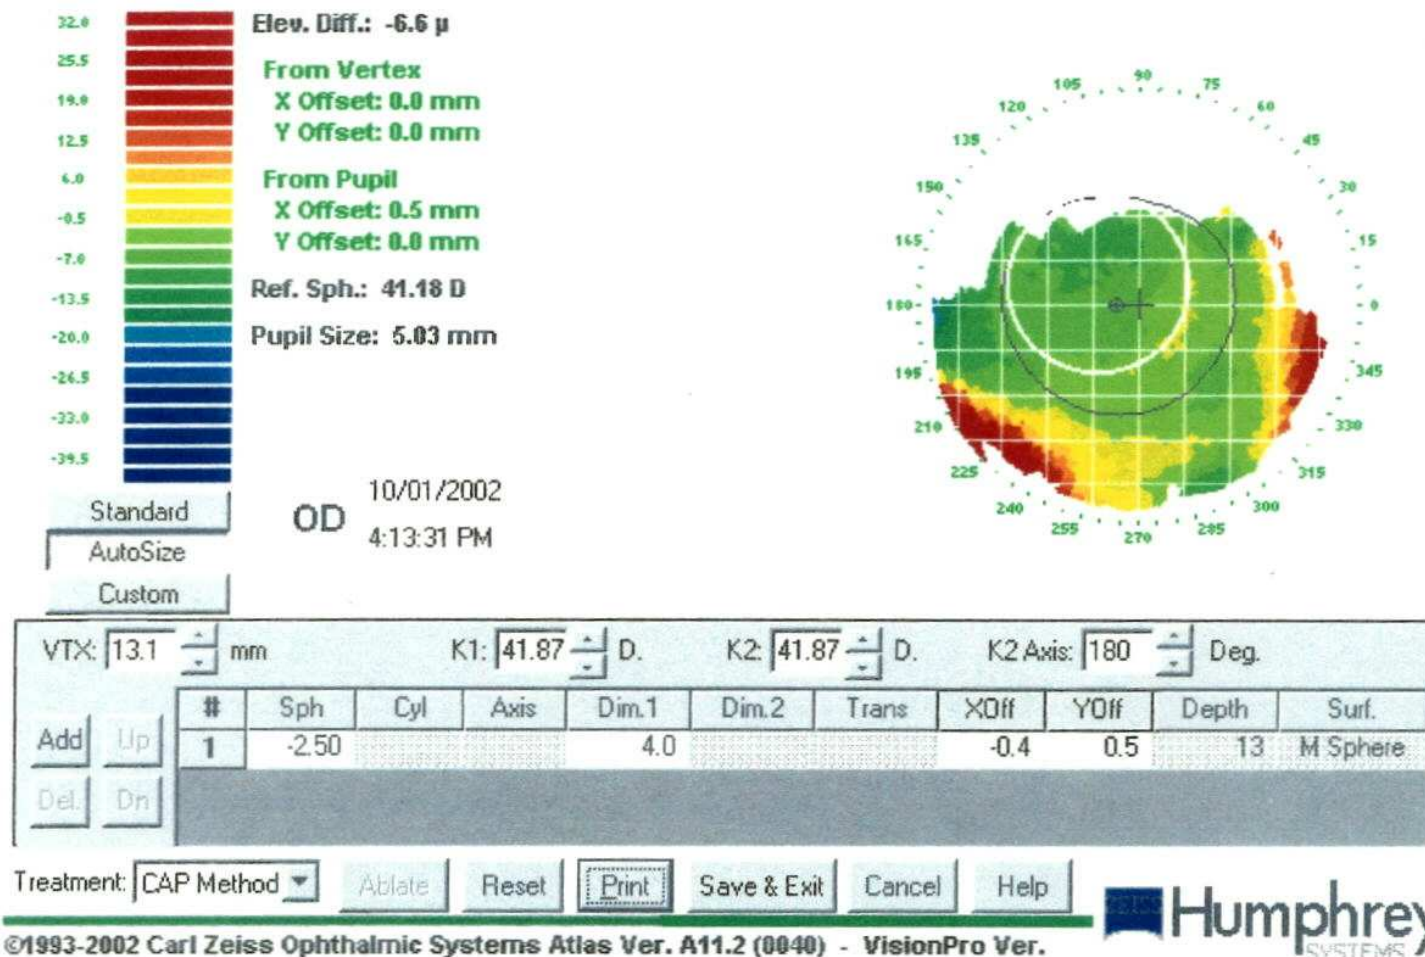 32.0
25.5
19.0
12.5
6.0
-0.5
-7.0
-13.5
-20.0
-26.5
-33.0
-39.5
Elev. Diff.: -6.6 µ
From Vertex
X Offset: 0.0 mm
Y Offset: 0.0 mm
From Pupil
X Offset: 0.5 mm
Y Offset: 0.0 mm
Ref. Sph.: 41.18 D
Pupil Size: 5.03 mm
105 90 75
120 60
135 45
150 30
165 15
180 0
195 345
210 330
225 315
240 300
255 270 285
Standard
AutoSize
Custom
OD
10/01/2002
4:13:31 PM
VTX: 13.1 mm K1: 41.87 D. K2: 41.87 D. K2 Axis: 180 Deg.
# Sph Cyl Axis Dim.1 Dim.2 Trans XOff YOff Depth Surf.
1 -2.50 4.0 -0.4 0.5 13 M Sphere
Add Up
Del. Dn
Treatment: CAP Method Ablate Reset Print Save & Exit Cancel Help
ZEISS Humphrey
SYSTEMS
©1993-2002 Carl Zeiss Ophthalmic Systems Atlas Ver. A11.2 (0040) - VisionPro Ver.